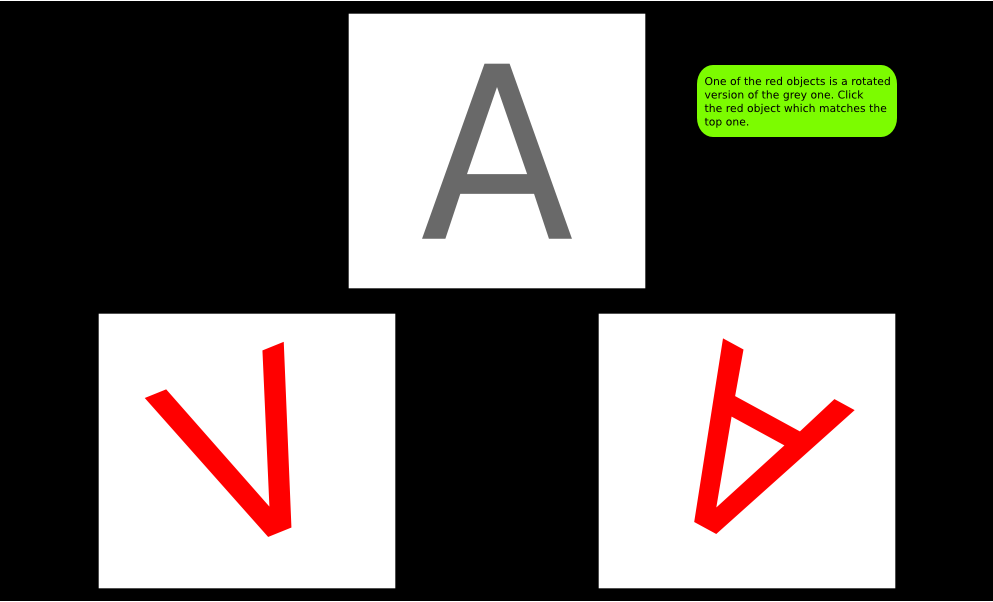 A
One of the red objects is a rotated
version of the grey one. Click
the red object which matches the
top one.
V
A